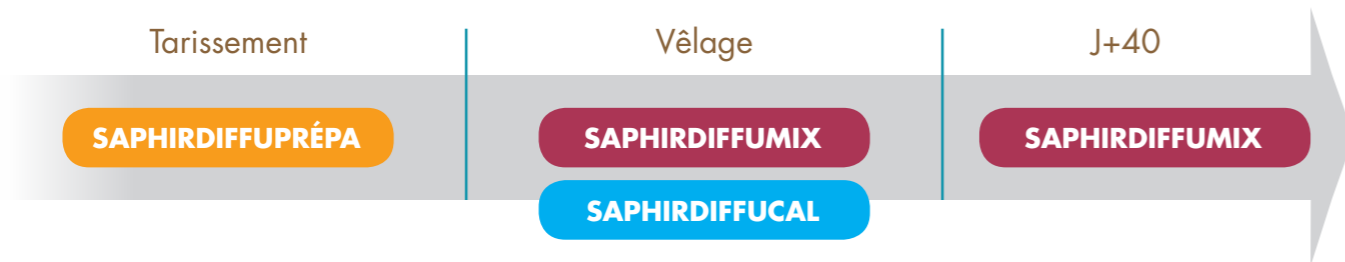 Tarissement
Vêlage
J+40
SAPHIRDIFFUPRÉPA
SAPHIRDIFFUMIX
SAPHIRDIFFUMIX
SAPHIRDIFFUCAL